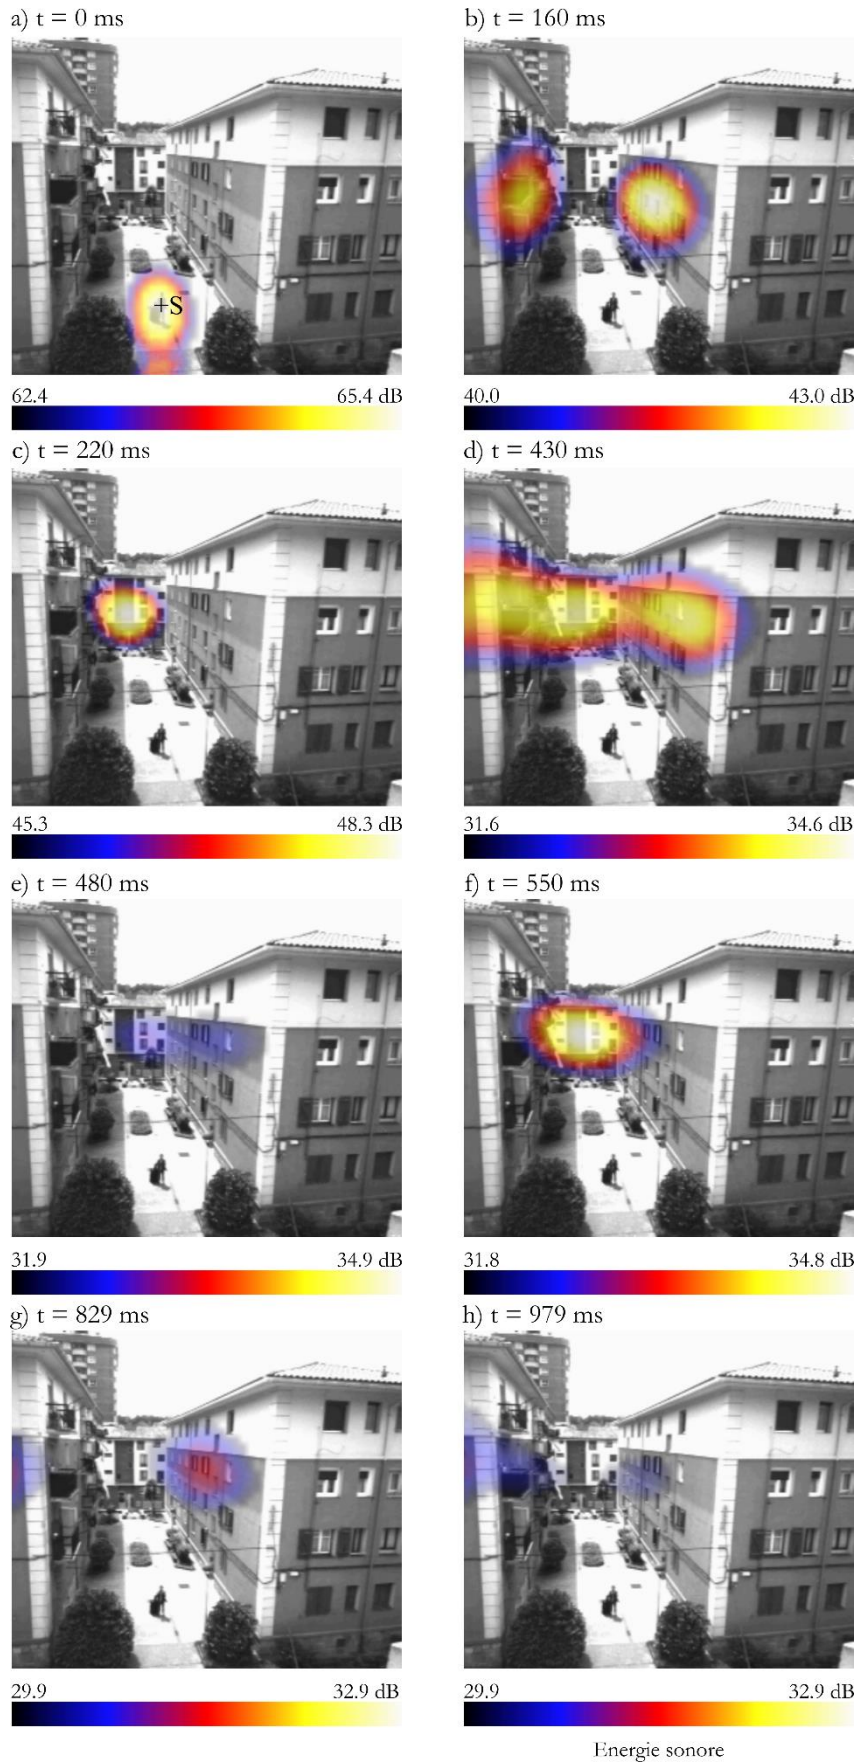 a) t = 0 ms
b) t = 160 ms
+S
62.4 65.4 dB
40.0 43.0 dB
c) t = 220 ms
d) t = 430 ms
45.3 48.3 dB
31.6 34.6 dB
e) t = 480 ms
f) t = 550 ms
31.9 34.9 dB
31.8 34.8 dB
g) t = 829 ms
h) t = 979 ms
29.9 32.9 dB
29.9 32.9 dB
Energie sonore